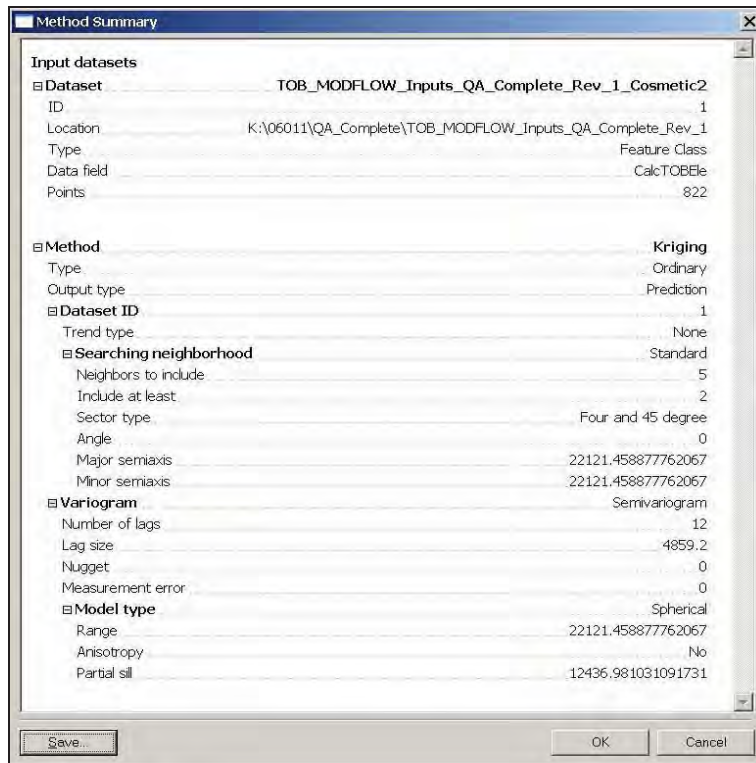 Method Summary
Input datasets
Dataset TOB_MODFLOW_Inputs_QA_Complete_Rev_1_Cosmetic2
ID 1
Location K:\06011\QA_Complete\TOB_MODFLOW_Inputs_QA_Complete_Rev_1
Type Feature Class
Data field CalcTOBEle
Points 822
Method Kriging
Type Ordinary
Output type Prediction
Dataset ID 1
Trend type None
Searching neighborhood Standard
Neighbors to include 5
Include at least 2
Sector type Four and 45 degree
Angle 0
Major semiaxis 22121.458877762067
Minor semiaxis 22121.458877762067
Variogram Semivariogram
Number of lags 12
Lag size 4859.2
Nugget 0
Measurement error 0
Model type Spherical
Range 22121.458877762067
Anisotropy No
Partial sill 12436.981031091731
Save... OK Cancel